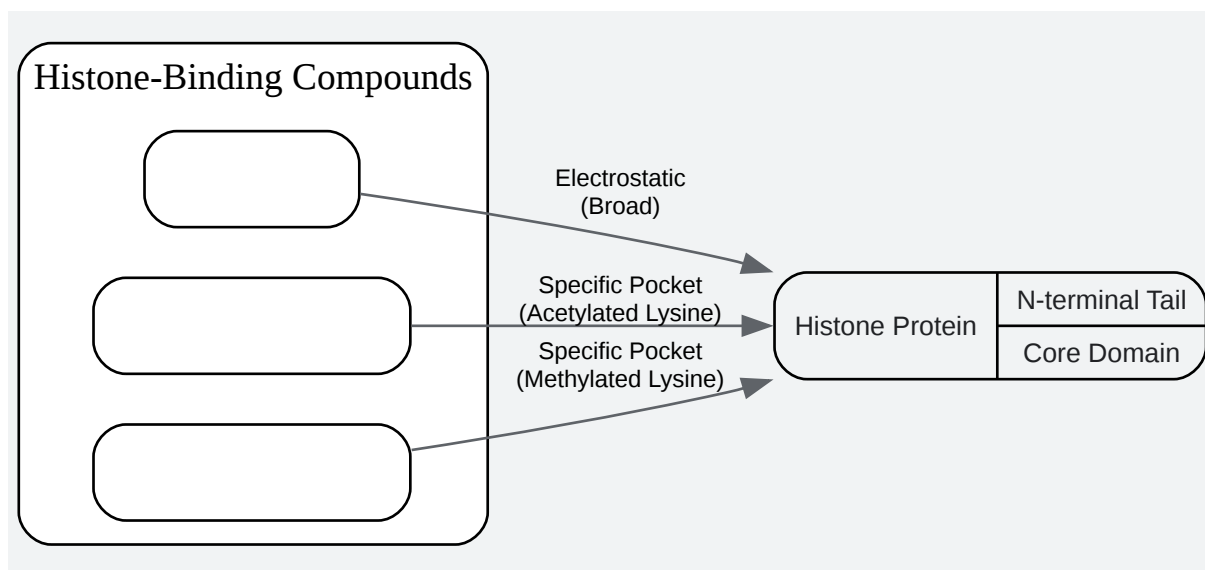 Histone-Binding Compounds
Electrostatic
(Broad)
Specific Pocket
(Acetylated Lysine)
Specific Pocket
(Methylated Lysine)
Histone Protein
N-terminal Tail
Core Domain